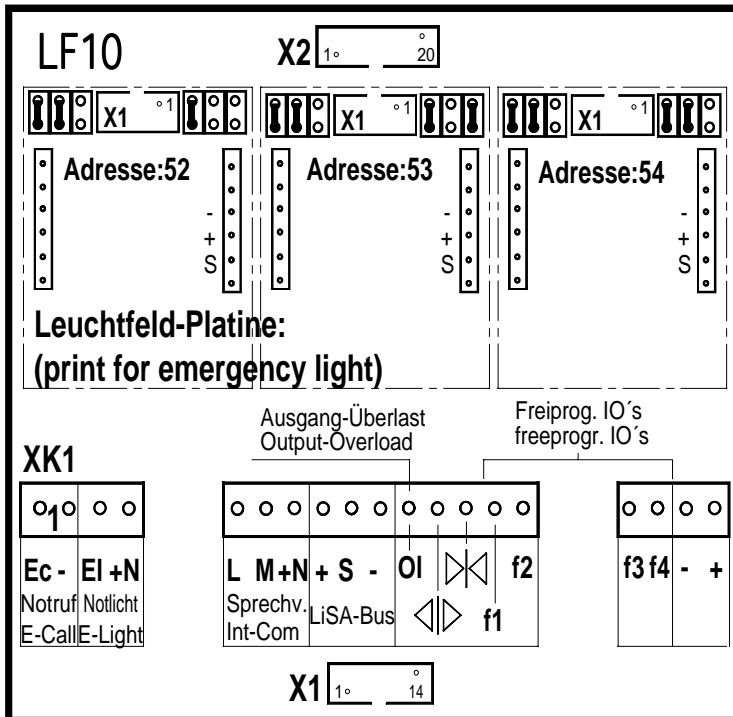 LF10
X2 1 20
X1 1 X1 1 X1 1
Adresse:52 Adresse:53 Adresse:54
- - -
+ + +
S S S
Leuchtfeld-Platine:
(print for emergency light)
Ausgang-Überlast
Output-Overload
Freiprog. IO´s
freeprogr. IO´s
XK1
1
Ec - El +N L M+N + S - Ol f2 f3 f4 - +
f1
Notruf Notlicht
E-Call E-Light
Sprechv.
Int-Com
LiSA-Bus
X1 1 14